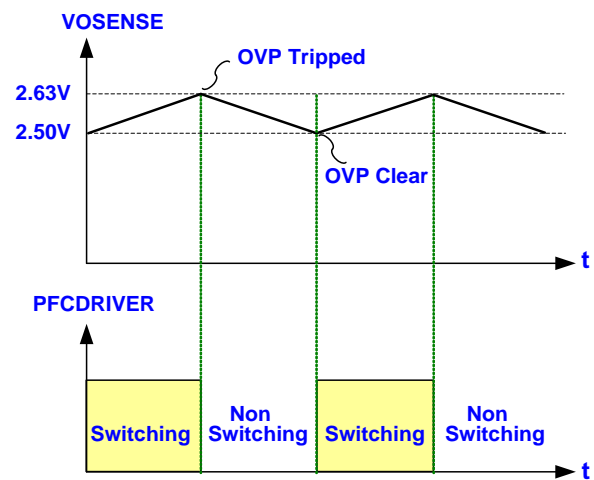 VOSENSE
OVP Tripped
2.63V
2.50V
OVP Clear
t
PFCDRIVER
Switching
Non
Switching
Switching
Non
Switching
t